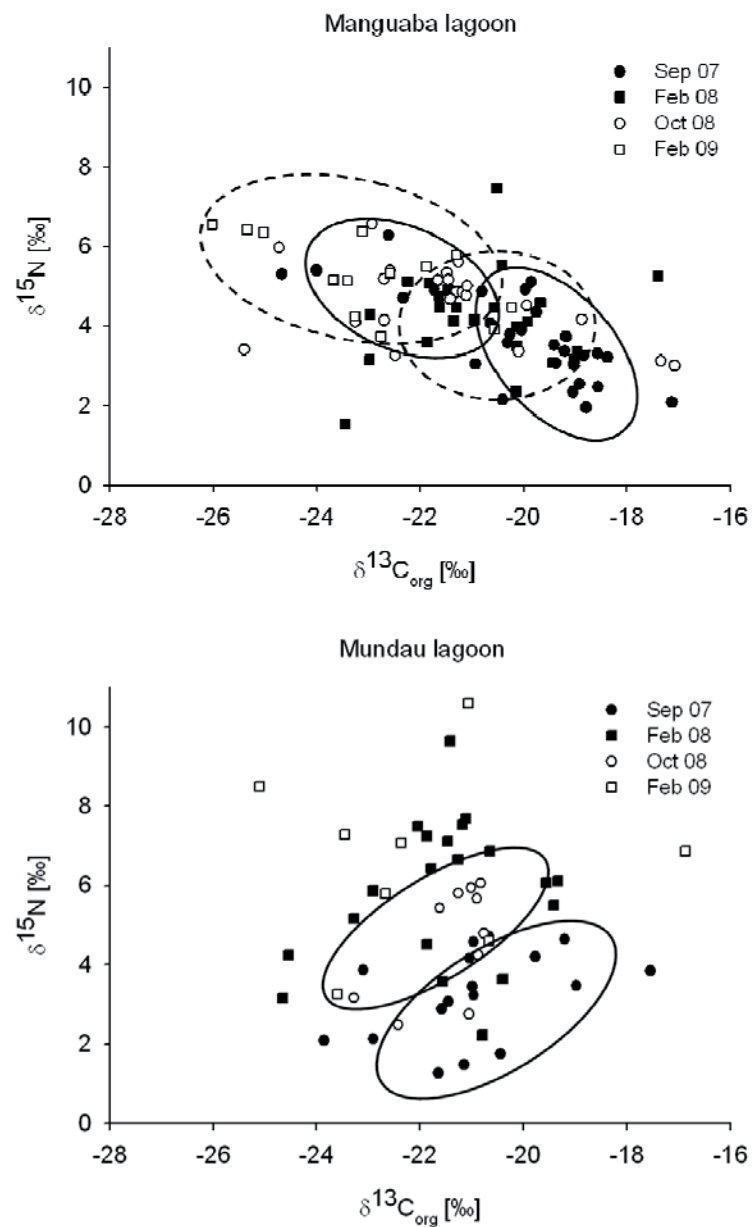 Manguaba lagoon
Sep 07
Feb 08
Oct 08
Feb 09
10
8
6
4
2
0
δ15N [‰]
-28 -26 -24 -22 -20 -18 -16
δ13Corg [‰]
Mundau lagoon
Sep 07
Feb 08
Oct 08
Feb 09
10
8
6
4
2
0
δ15N [‰]
-28 -26 -24 -22 -20 -18 -16
δ13Corg [‰]